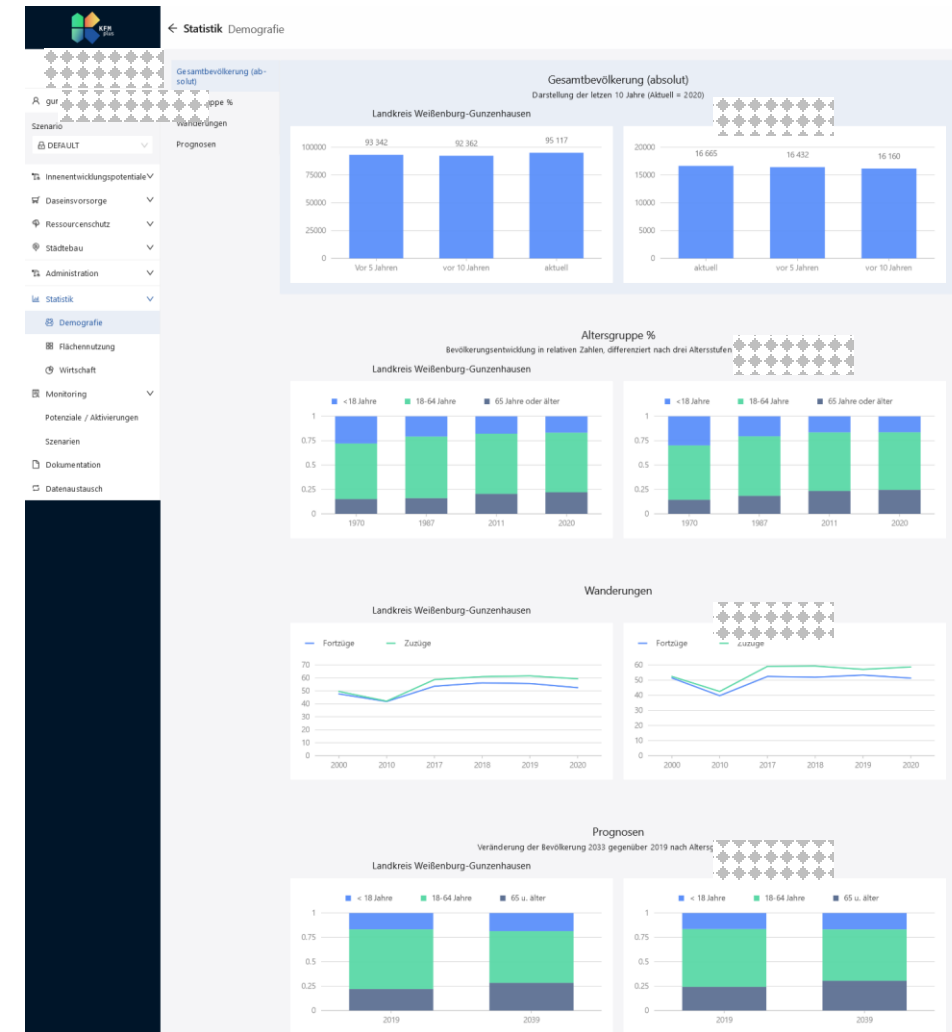 KFM
plus
← Statistik Demografie
Szenario
DEFAULT
Innenentwicklungspotentiale
Daseinsvorsorge
Ressourcenschutz
Städtebau
Administration
Statistik
Demografie
Flächennutzung
Wirtschaft
Monitoring
Potenziale / Aktivierungen
Szenarien
Dokumentation
Datenaustausch
Gesamtbevölkerung (ab-
solut)
%
Wanderungen
Prognosen
Gesamtbevölkerung (absolut)
Darstellung der letzen 10 Jahre (Aktuell = 2020)
Landkreis Weißenburg-Gunzenhausen
100000
75000
50000
25000
0
93 342
92 362
95 117
Vor 5 Jahren
vor 10 Jahren
aktuell
20000
15000
10000
5000
0
16 665
16 432
16 160
aktuell
vor 5 Jahren
vor 10 Jahren
Altersgruppe %
Bevölkerungsentwicklung in relativen Zahlen, differenziert nach drei Altersstufen
Landkreis Weißenburg-Gunzenhausen
<18 Jahre 18-64 Jahre 65 Jahre oder älter
1
0.75
0.5
0.25
0
1970 1987 2011 2020
<18 Jahre 18-64 Jahre 65 Jahre oder älter
1
0.75
0.5
0.25
0
1970 1987 2011 2020
Wanderungen
Landkreis Weißenburg-Gunzenhausen
Fortzüge Zuzüge
70
60
50
40
30
20
10
0
2000 2010 2017 2018 2019 2020
Fortzüge Zuzüge
60
50
40
30
20
10
0
2000 2010 2017 2018 2019 2020
Prognosen
Veränderung der Bevölkerung 2033 gegenüber 2019 nach
Landkreis Weißenburg-Gunzenhausen
< 18 Jahre 18-64 Jahre 65 u. älter
1
0.75
0.5
0.25
0
2019 2039
< 18 Jahre 18-64 Jahre 65 u. älter
1
0.75
0.5
0.25
0
2019 2039